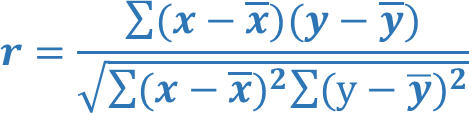 r = ∑(x − x̅)(y − y̅) / √∑(x − x̅)²∑(y − y̅)²